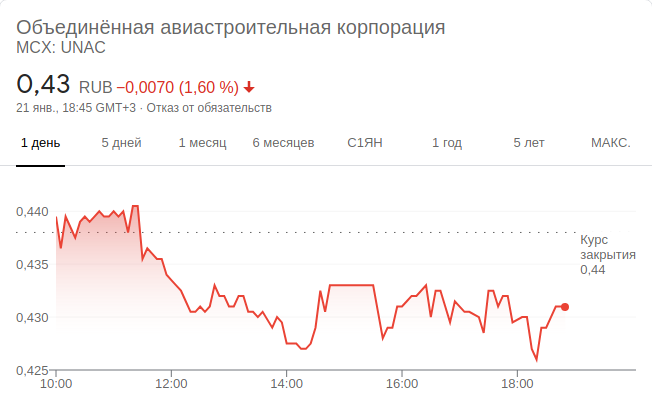 Объединённая авиастроительная корпорация
MCX: UNAC
0,43 RUB −0,0070 (1,60 %)
21 янв., 18:45 GMT+3 · Отказ от обязательств
1 день 5 дней 1 месяц 6 месяцев С1ЯН 1 год 5 лет МАКС.
0,440
Курс
закрытия
0,44
0,435
0,430
0,425
10:00 12:00 14:00 16:00 18:00